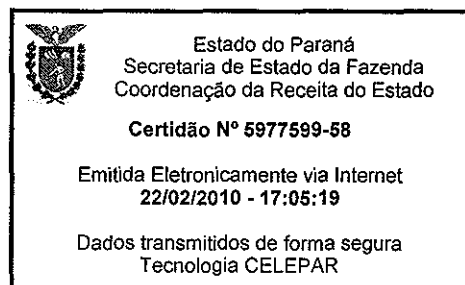 Estado do Paraná
Secretaria de Estado da Fazenda
Coordenação da Receita do Estado
Certidão Nº 5977599-58
Emitida Eletronicamente via Internet
22/02/2010 - 17:05:19
Dados transmitidos de forma segura
Tecnologia CELEPAR